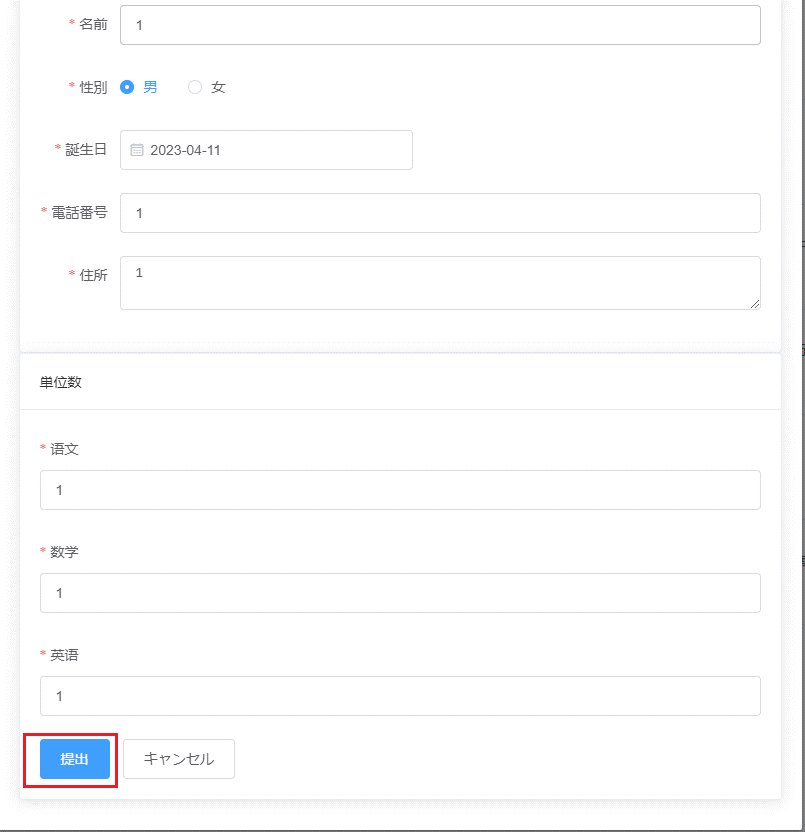 * 名前 1
* 性別 男 女
* 誕生日 2023-04-11
* 電話番号 1
* 住所 1
単位数
* 语文
1
* 数学
1
* 英语
1
提出 キャンセル